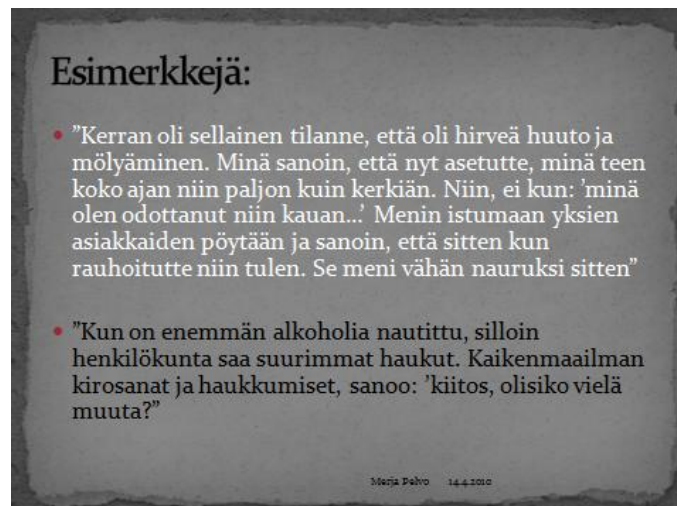 Esimerkkejä:
• ”Kerran oli sellainen tilanne, että oli hirveä huuto ja
mölyäminen. Minä sanoin, että nyt asetutte, minä teen
koko ajan niin paljon kuin kerkiän. Niin, ei kun: ’minä
olen odottanut niin kauan…’ Menin istumaan yksien
asiakkaiden pöytään ja sanoin, että sitten kun
rauhoitutte niin tulen. Se meni vähän nauruksi sitten”
• ”Kun on enemmän alkoholia nautittu, silloin
henkilökunta saa suurimmat haukut. Kaikenmaailman
kirosanat ja haukkumiset, sanoo: ’kiitos, olisiko vielä
muuta?”
Merja Pelvo 14.4.2010